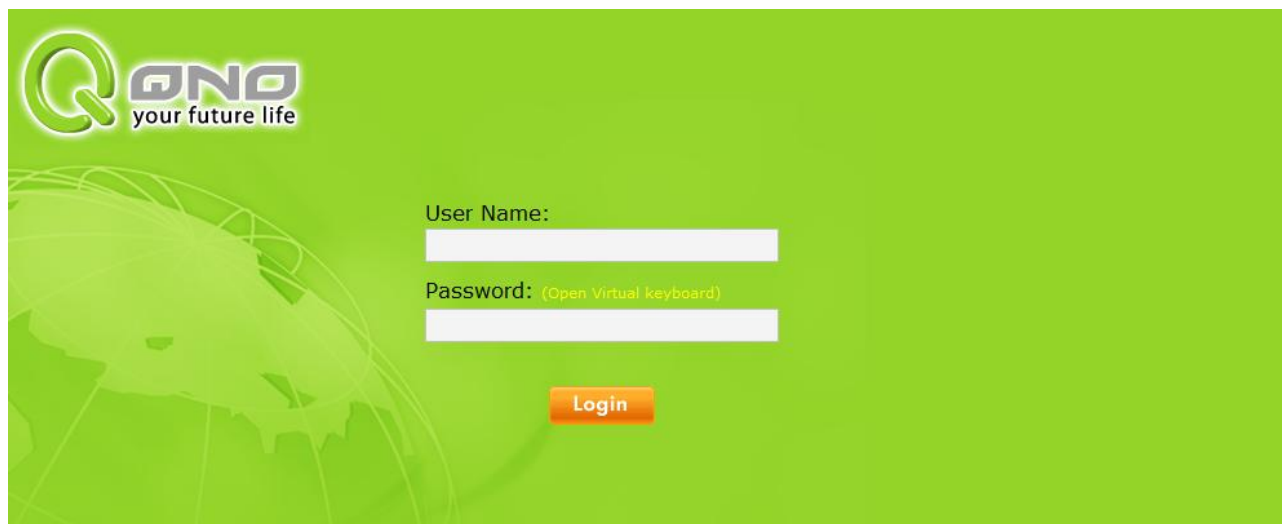 QNO
your future life
User Name:
Password: (Open Virtual keyboard)
Login